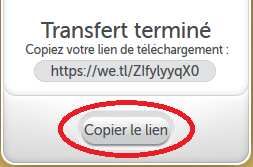 Transfert terminé
Copiez votre lien de téléchargement :
https://we.tl/ZIfylyyqX0
Copier le lien